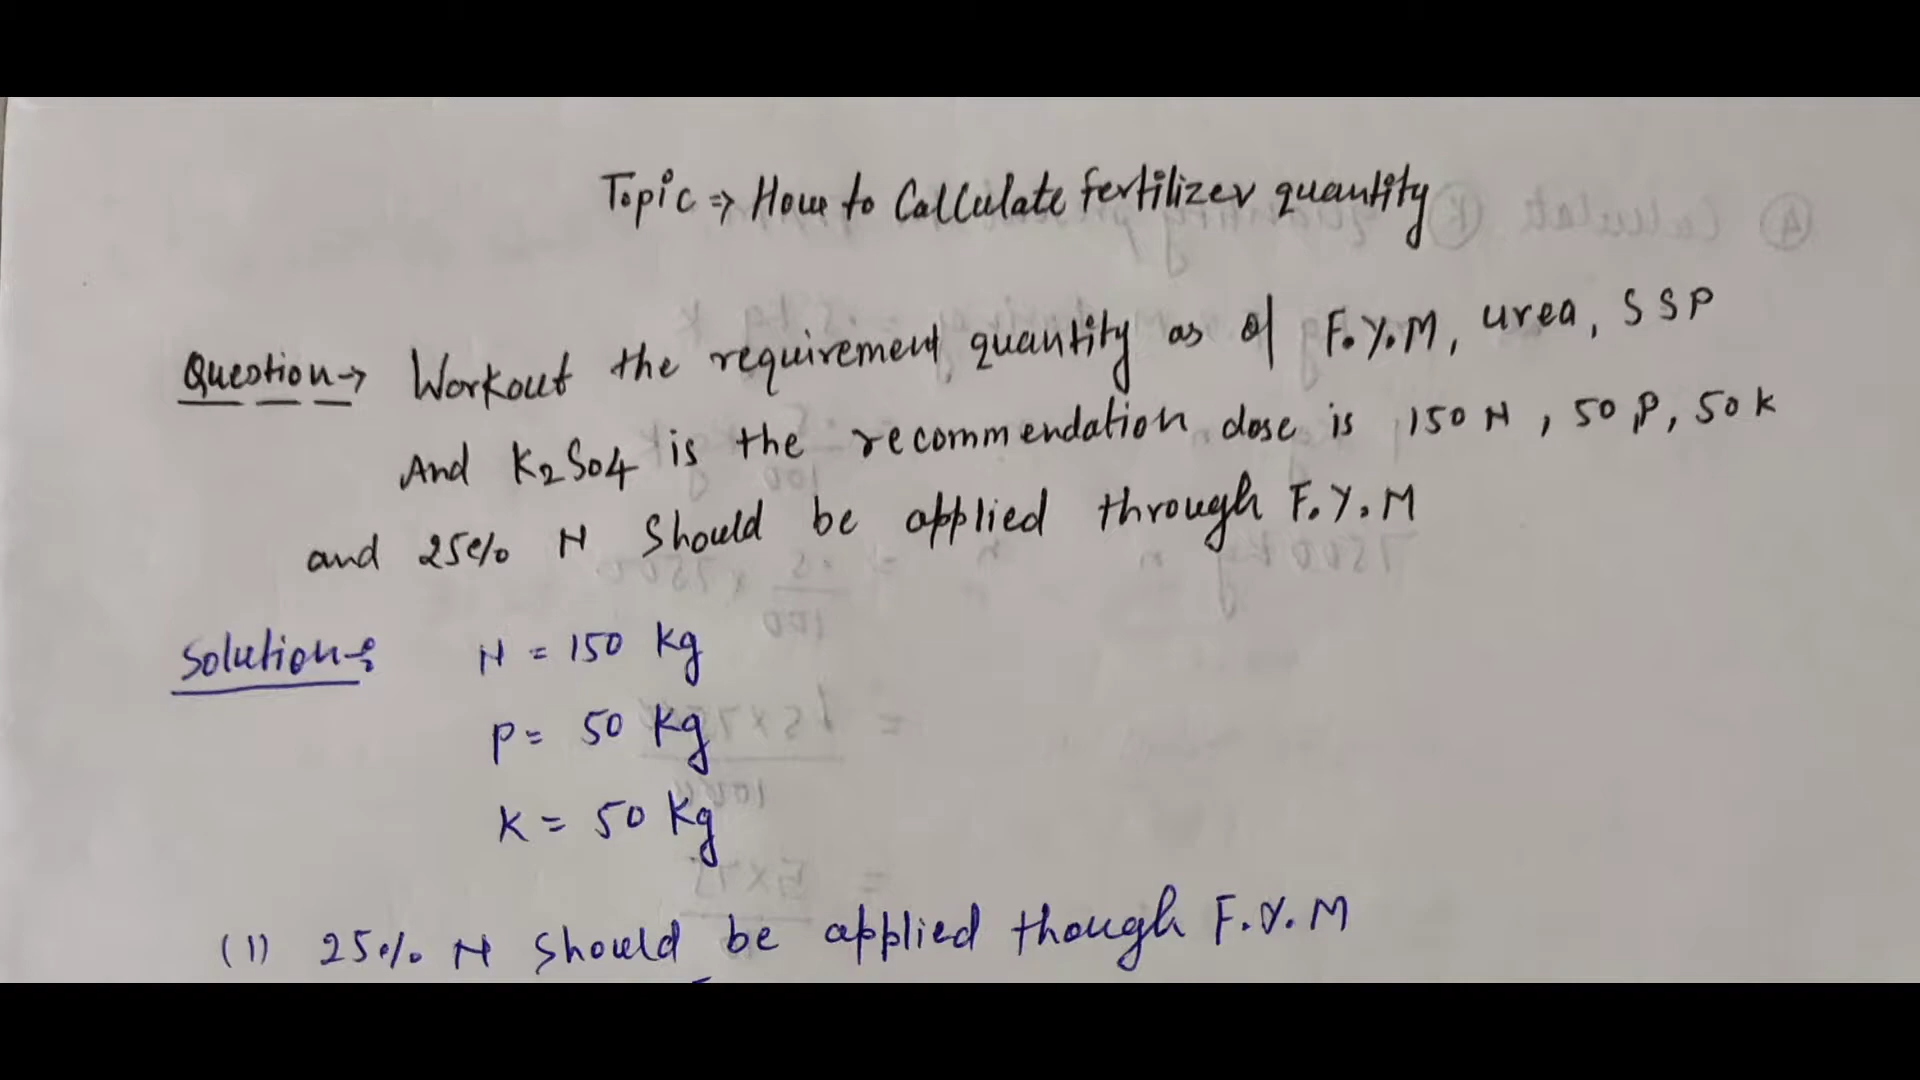 Topic ⇒ How to Calculate fertilizer quantity
Question → Workout the requirement quantity as of F.Y.M, urea, SSP
And K2So4 is the recommendation dose is 150 N, 50 P, 50 K
and 25% N Should be applied through F.Y.M
Solution :
N = 150 Kg
P = 50 Kg
K = 50 Kg
(1) 25% N Should be applied though F.Y.M